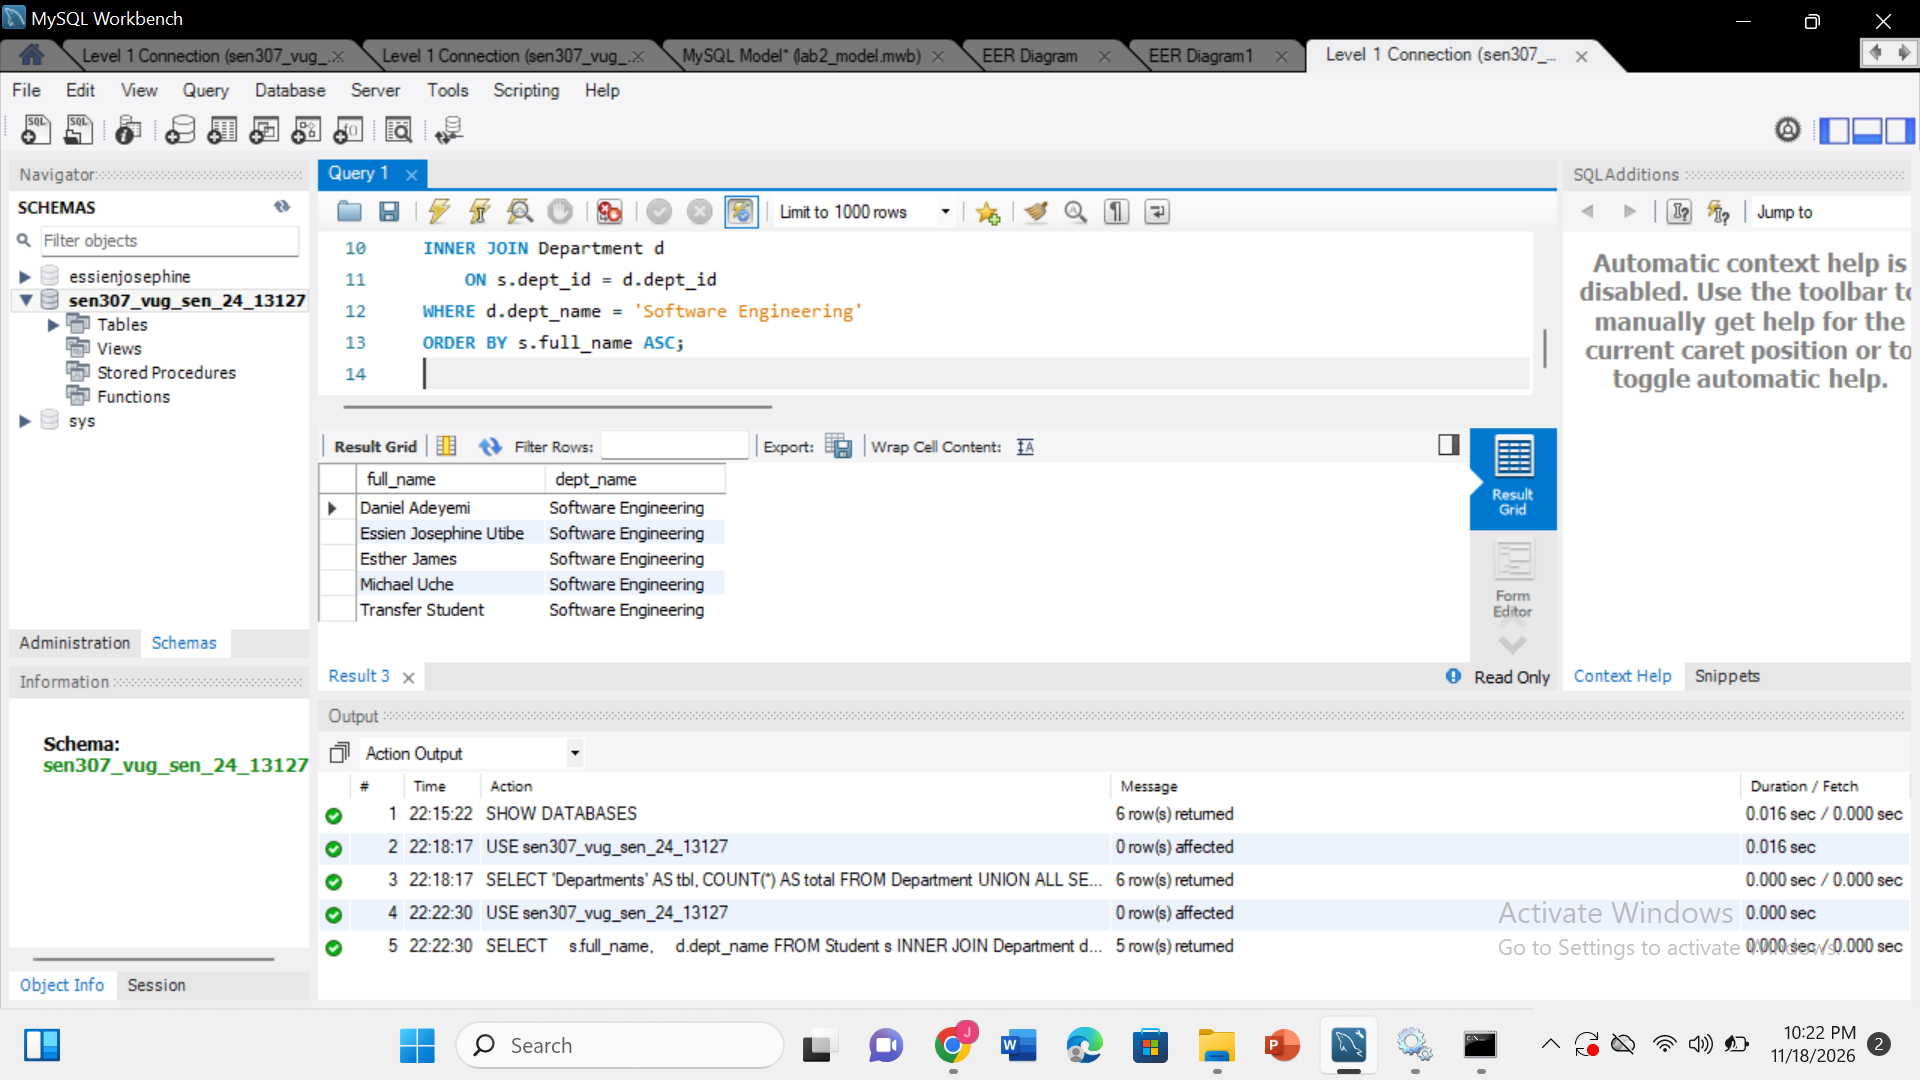 MySQL Workbench
Level 1 Connection (sen307_vug_...
Level 1 Connection (sen307_vug_...
MySQL Model* (lab2_model.mwb)
EER Diagram
EER Diagram1
Level 1 Connection (sen307_...
File Edit View Query Database Server Tools Scripting Help
Navigator
SCHEMAS
Filter objects
essienjosephine
sen307_vug_sen_24_13127
Tables
Views
Stored Procedures
Functions
sys
Administration Schemas
Information
Schema:
sen307_vug_sen_24_13127
Object Info Session
Query 1
Limit to 1000 rows
10 INNER JOIN Department d
11 ON s.dept_id = d.dept_id
12 WHERE d.dept_name = 'Software Engineering'
13 ORDER BY s.full_name ASC;
14
Result Grid Filter Rows: Export: Wrap Cell Content:
full_name dept_name
Daniel Adeyemi Software Engineering
Essien Josephine Utibe Software Engineering
Esther James Software Engineering
Michael Uche Software Engineering
Transfer Student Software Engineering
Result
Grid
Form
Editor
Result 3
Read Only
SQLAdditions
Jump to
Automatic context help is
disabled. Use the toolbar to
manually get help for the
current caret position or to
toggle automatic help.
Context Help Snippets
Output
Action Output
# Time Action Message Duration / Fetch
1 22:15:22 SHOW DATABASES 6 row(s) returned 0.016 sec / 0.000 sec
2 22:18:17 USE sen307_vug_sen_24_13127 0 row(s) affected 0.016 sec
3 22:18:17 SELECT 'Departments' AS tbl, COUNT(*) AS total FROM Department UNION ALL SE... 6 row(s) returned 0.000 sec / 0.000 sec
4 22:22:30 USE sen307_vug_sen_24_13127 0 row(s) affected 0.000 sec
5 22:22:30 SELECT s.full_name, d.dept_name FROM Student s INNER JOIN Department d... 5 row(s) returned 0.000 sec / 0.000 sec
Activate Windows
Go to Settings to activate Windows.
Search
J
10:22 PM
11/18/2026
2